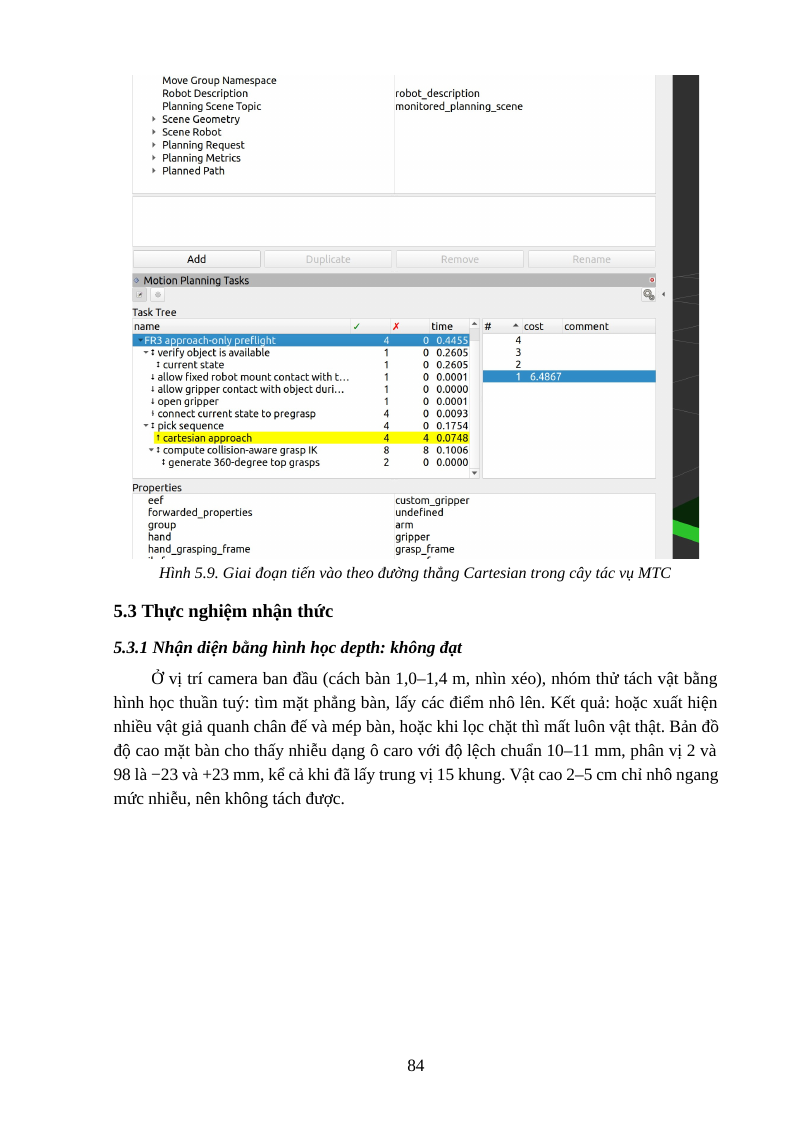 Move Group Namespace
Robot Description robot_description
Planning Scene Topic monitored_planning_scene
Scene Geometry
Scene Robot
Planning Request
Planning Metrics
Planned Path
Add Duplicate Remove Rename
Motion Planning Tasks
Task Tree
name ✓ ✗ time # cost comment
FR3 approach-only preflight 4 0 0.4455 4
verify object is available 1 0 0.2605 3
current state 1 0 0.2605 2
allow fixed robot mount contact with t... 1 0 0.0001 1 6.4867
allow gripper contact with object duri... 1 0 0.0000
open gripper 1 0 0.0001
connect current state to pregrasp 4 0 0.0093
pick sequence 4 0 0.1754
cartesian approach 4 4 0.0748
compute collision-aware grasp IK 8 8 0.1006
generate 360-degree top grasps 2 0 0.0000
Properties
eef custom_gripper
forwarded_properties undefined
group arm
hand gripper
hand_grasping_frame grasp_frame
Hình 5.9. Giai đoạn tiến vào theo đường thẳng Cartesian trong cây tác vụ MTC
5.3 Thực nghiệm nhận thức
5.3.1 Nhận diện bằng hình học depth: không đạt
Ở vị trí camera ban đầu (cách bàn 1,0–1,4 m, nhìn xéo), nhóm thử tách vật bằng
hình học thuần tuý: tìm mặt phẳng bàn, lấy các điểm nhô lên. Kết quả: hoặc xuất hiện
nhiều vật giả quanh chân đế và mép bàn, hoặc khi lọc chặt thì mất luôn vật thật. Bản đồ
độ cao mặt bàn cho thấy nhiễu dạng ô caro với độ lệch chuẩn 10–11 mm, phân vị 2 và
98 là −23 và +23 mm, kể cả khi đã lấy trung vị 15 khung. Vật cao 2–5 cm chỉ nhô ngang
mức nhiễu, nên không tách được.
84